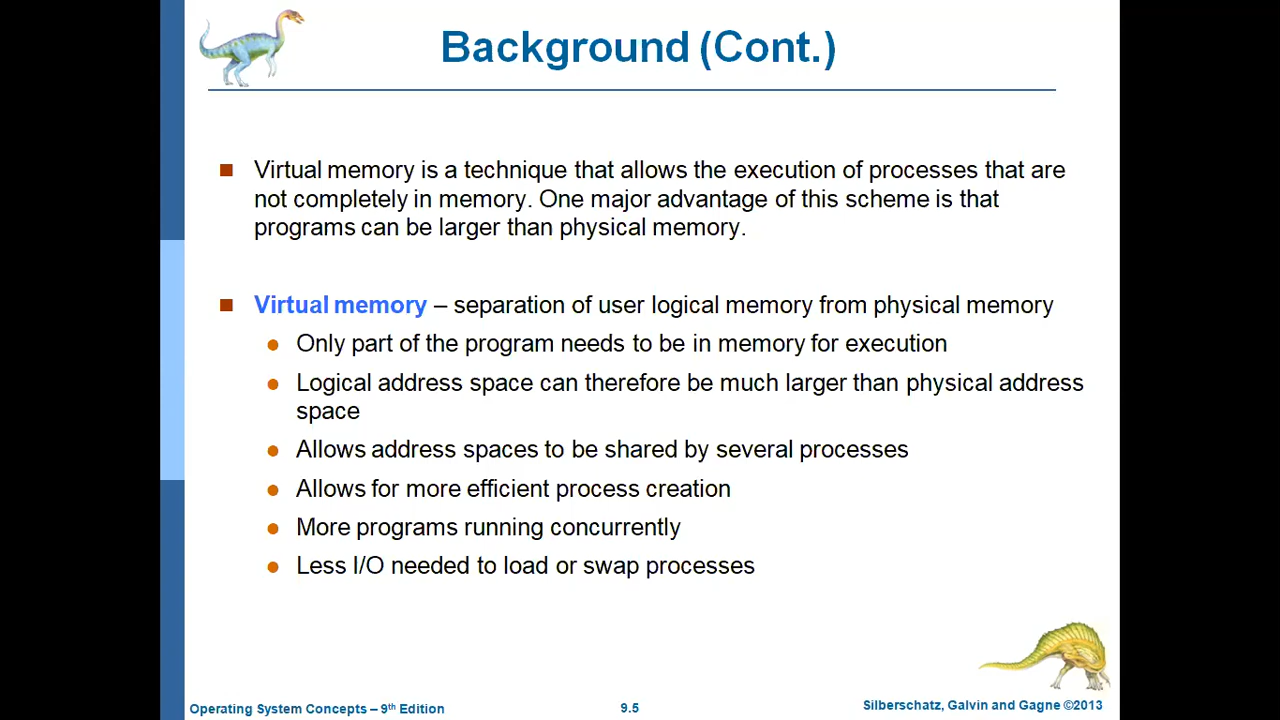 Background (Cont.)
Virtual memory is a technique that allows the execution of processes that are
not completely in memory. One major advantage of this scheme is that
programs can be larger than physical memory.
Virtual memory – separation of user logical memory from physical memory
Only part of the program needs to be in memory for execution
Logical address space can therefore be much larger than physical address
space
Allows address spaces to be shared by several processes
Allows for more efficient process creation
More programs running concurrently
Less I/O needed to load or swap processes
Operating System Concepts – 9th Edition
9.5
Silberschatz, Galvin and Gagne ©2013